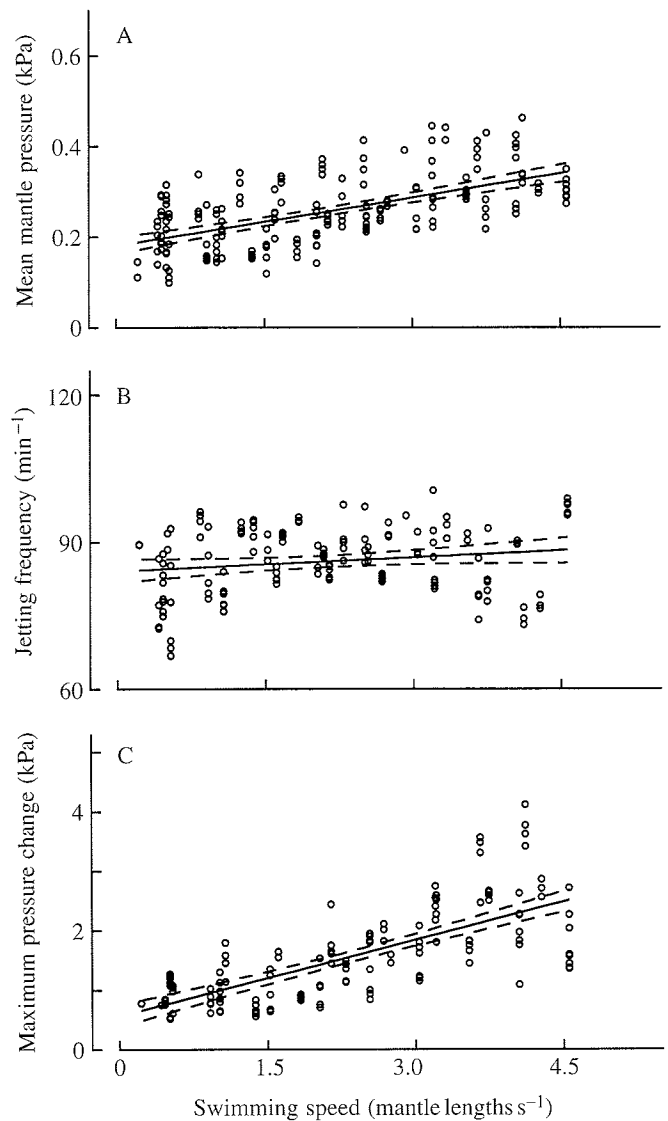 A
Mean mantle pressure (kPa)
0.6
0.4
0.2
0
B
Jetting frequency (min⁻¹)
120
90
60
C
Maximum pressure change (kPa)
4
2
0
0 1.5 3.0 4.5
Swimming speed (mantle lengths s⁻¹)